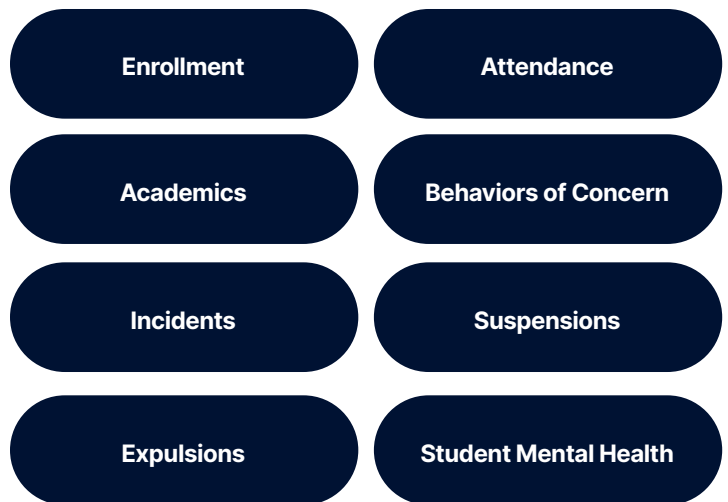 Enrollment
Attendance
Academics
Behaviors of Concern
Incidents
Suspensions
Expulsions
Student Mental Health